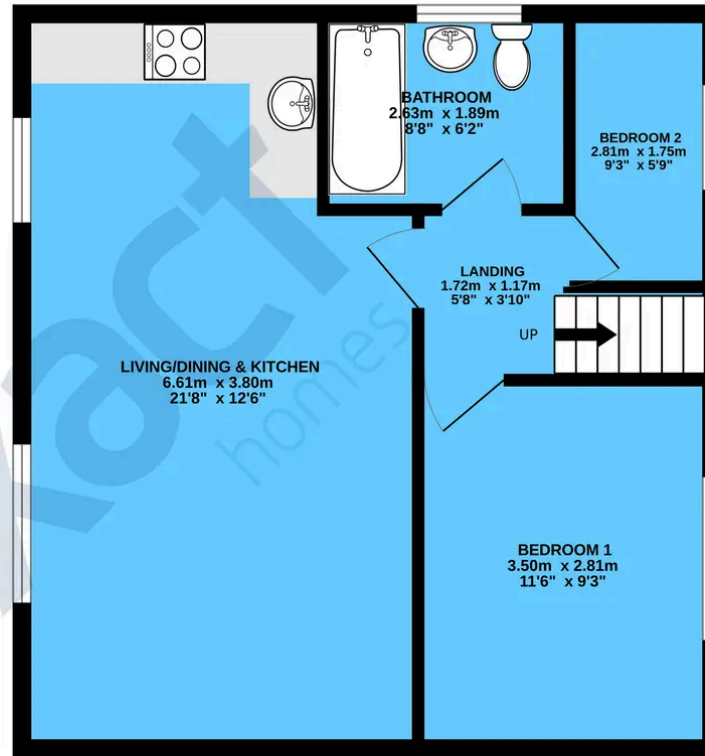 BATHROOM
2.63m x 1.89m
8'8" x 6'2"
BEDROOM 2
2.81m x 1.75m
9'3" x 5'9"
LANDING
1.72m x 1.17m
5'8" x 3'10"
UP
LIVING/DINING & KITCHEN
6.61m x 3.80m
21'8" x 12'6"
BEDROOM 1
3.50m x 2.81m
11'6" x 9'3"
xact
homes